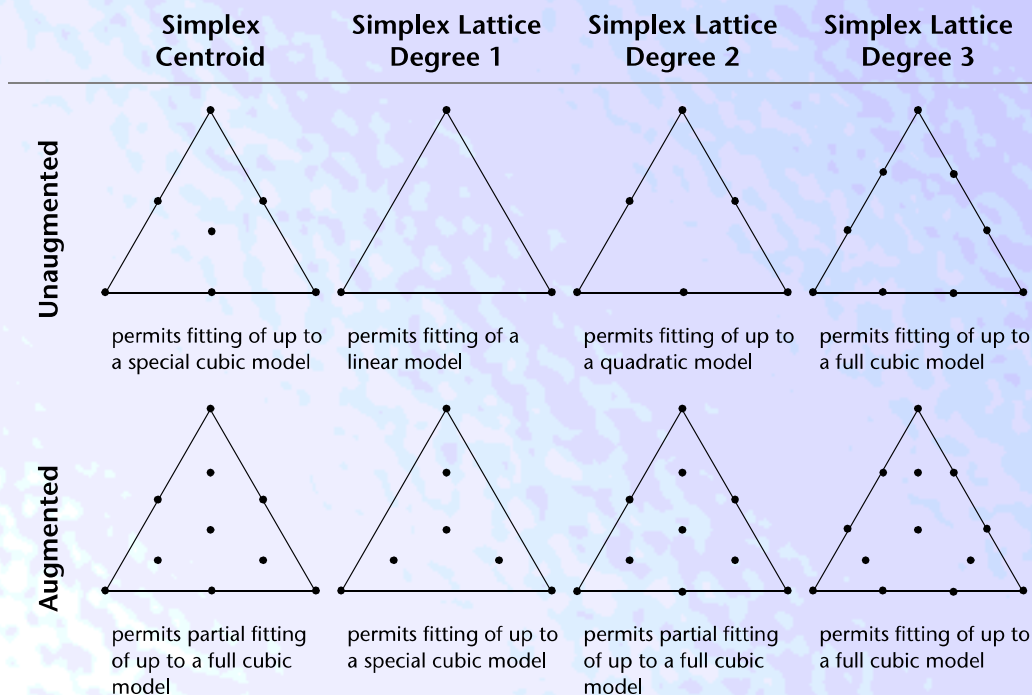 Simplex
Centroid
Simplex Lattice
Degree 1
Simplex Lattice
Degree 2
Simplex Lattice
Degree 3
Unaugmented
permits fitting of up to
a special cubic model
permits fitting of a
linear model
permits fitting of up to
a quadratic model
permits fitting of up to
a full cubic model
Augmented
permits partial fitting
of up to a full cubic
model
permits fitting of up to
a special cubic model
permits partial fitting
of up to a full cubic
model
permits fitting of up to
a full cubic model